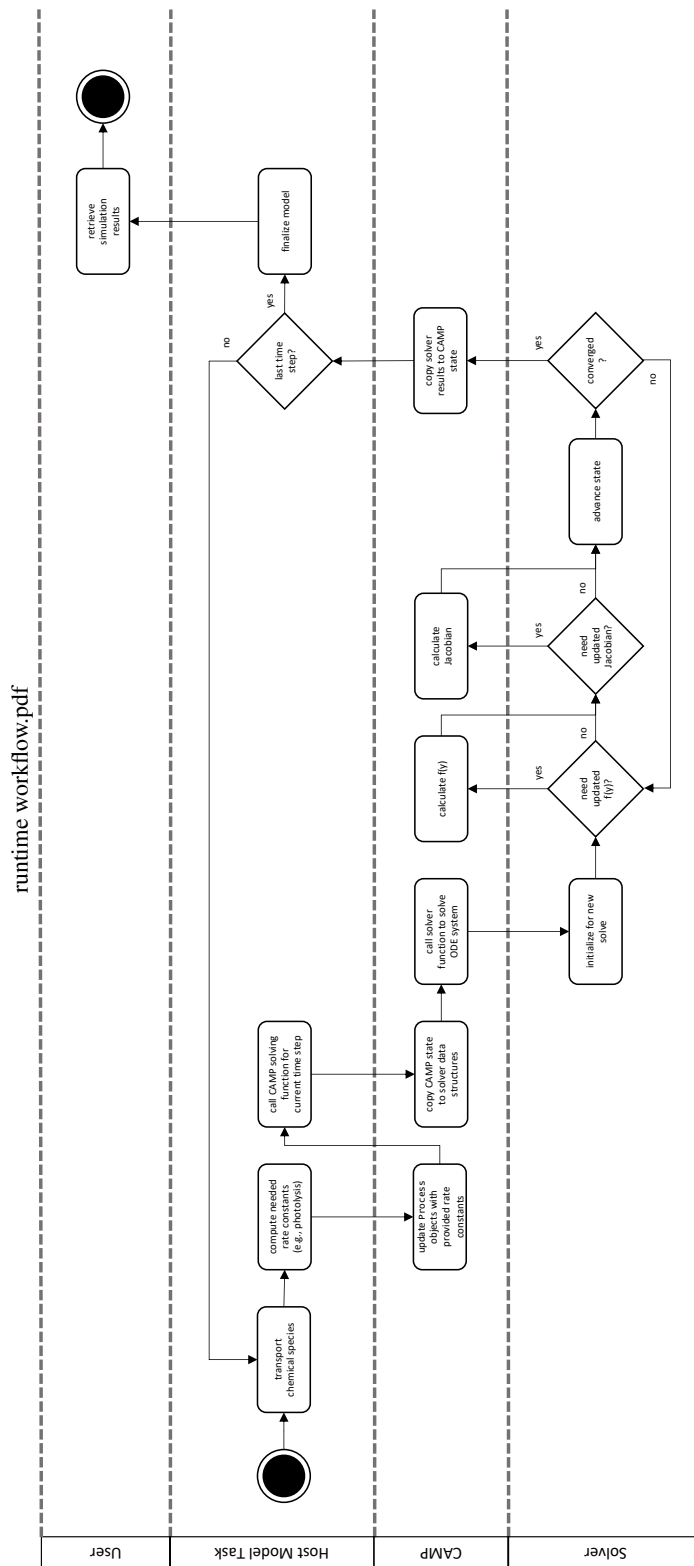 runtime workflow.pdf
User
retrieve
simulation
results
Host Model Task
transport
chemical species
compute needed
rate constants
(e.g., photolysis)
call CAMP solving
function for
current time step
last time
step?
no
yes
finalize model
CAMP
update Process
objects with
provided rate
constants
copy CAMP state
to solver data
structures
call solver
function to solve
ODE system
calculate f(y)
calculate
Jacobian
copy solver
results to CAMP
state
Solver
initialize for new
solve
need
updated
f(y)?
yes
no
need
updated
Jacobian?
yes
no
advance state
converged
?
yes
no